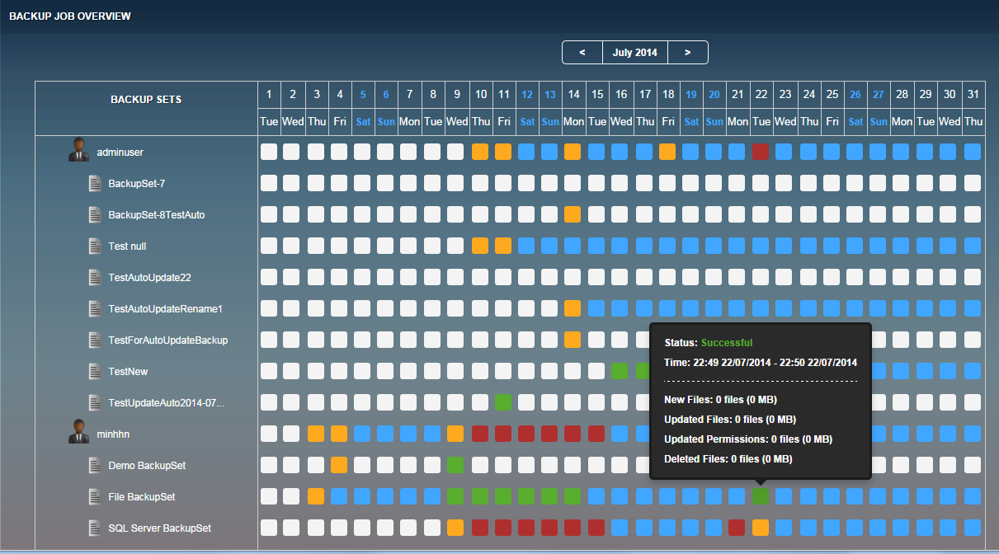 BACKUP JOB OVERVIEW
< July 2014 >
BACKUP SETS
1 2 3 4 5 6 7 8 9 10 11 12 13 14 15 16 17 18 19 20 21 22 23 24 25 26 27 28 29 30 31
Tue Wed Thu Fri Sat Sun Mon Tue Wed Thu Fri Sat Sun Mon Tue Wed Thu Fri Sat Sun Mon Tue Wed Thu Fri Sat Sun Mon Tue Wed Thu
adminuser
BackupSet-7
BackupSet-8TestAuto
Test null
TestAutoUpdate22
TestAutoUpdateRename1
TestForAutoUpdateBackup
TestNew
TestUpdateAuto2014-07...
minhhn
Demo BackupSet
File BackupSet
SQL Server BackupSet
Status: Successful
Time: 22:49 22/07/2014 - 22:50 22/07/2014
New Files: 0 files (0 MB)
Updated Files: 0 files (0 MB)
Updated Permissions: 0 files (0 MB)
Deleted Files: 0 files (0 MB)